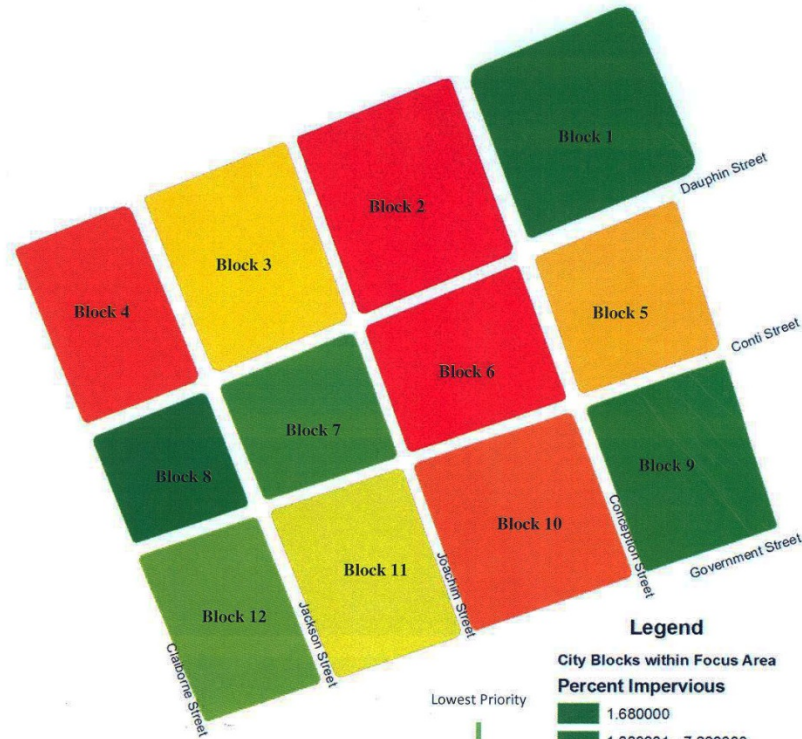 Block 1
Dauphin Street
Block 2
Block 3
Block 4
Block 5
Conti Street
Block 6
Block 7
Block 8
Block 9
Government Street
Conception Street
Block 10
Joachim Street
Block 11
Jackson Street
Block 12
Claiborne Street
Legend
City Blocks within Focus Area
Percent Impervious
Lowest Priority
1.680000